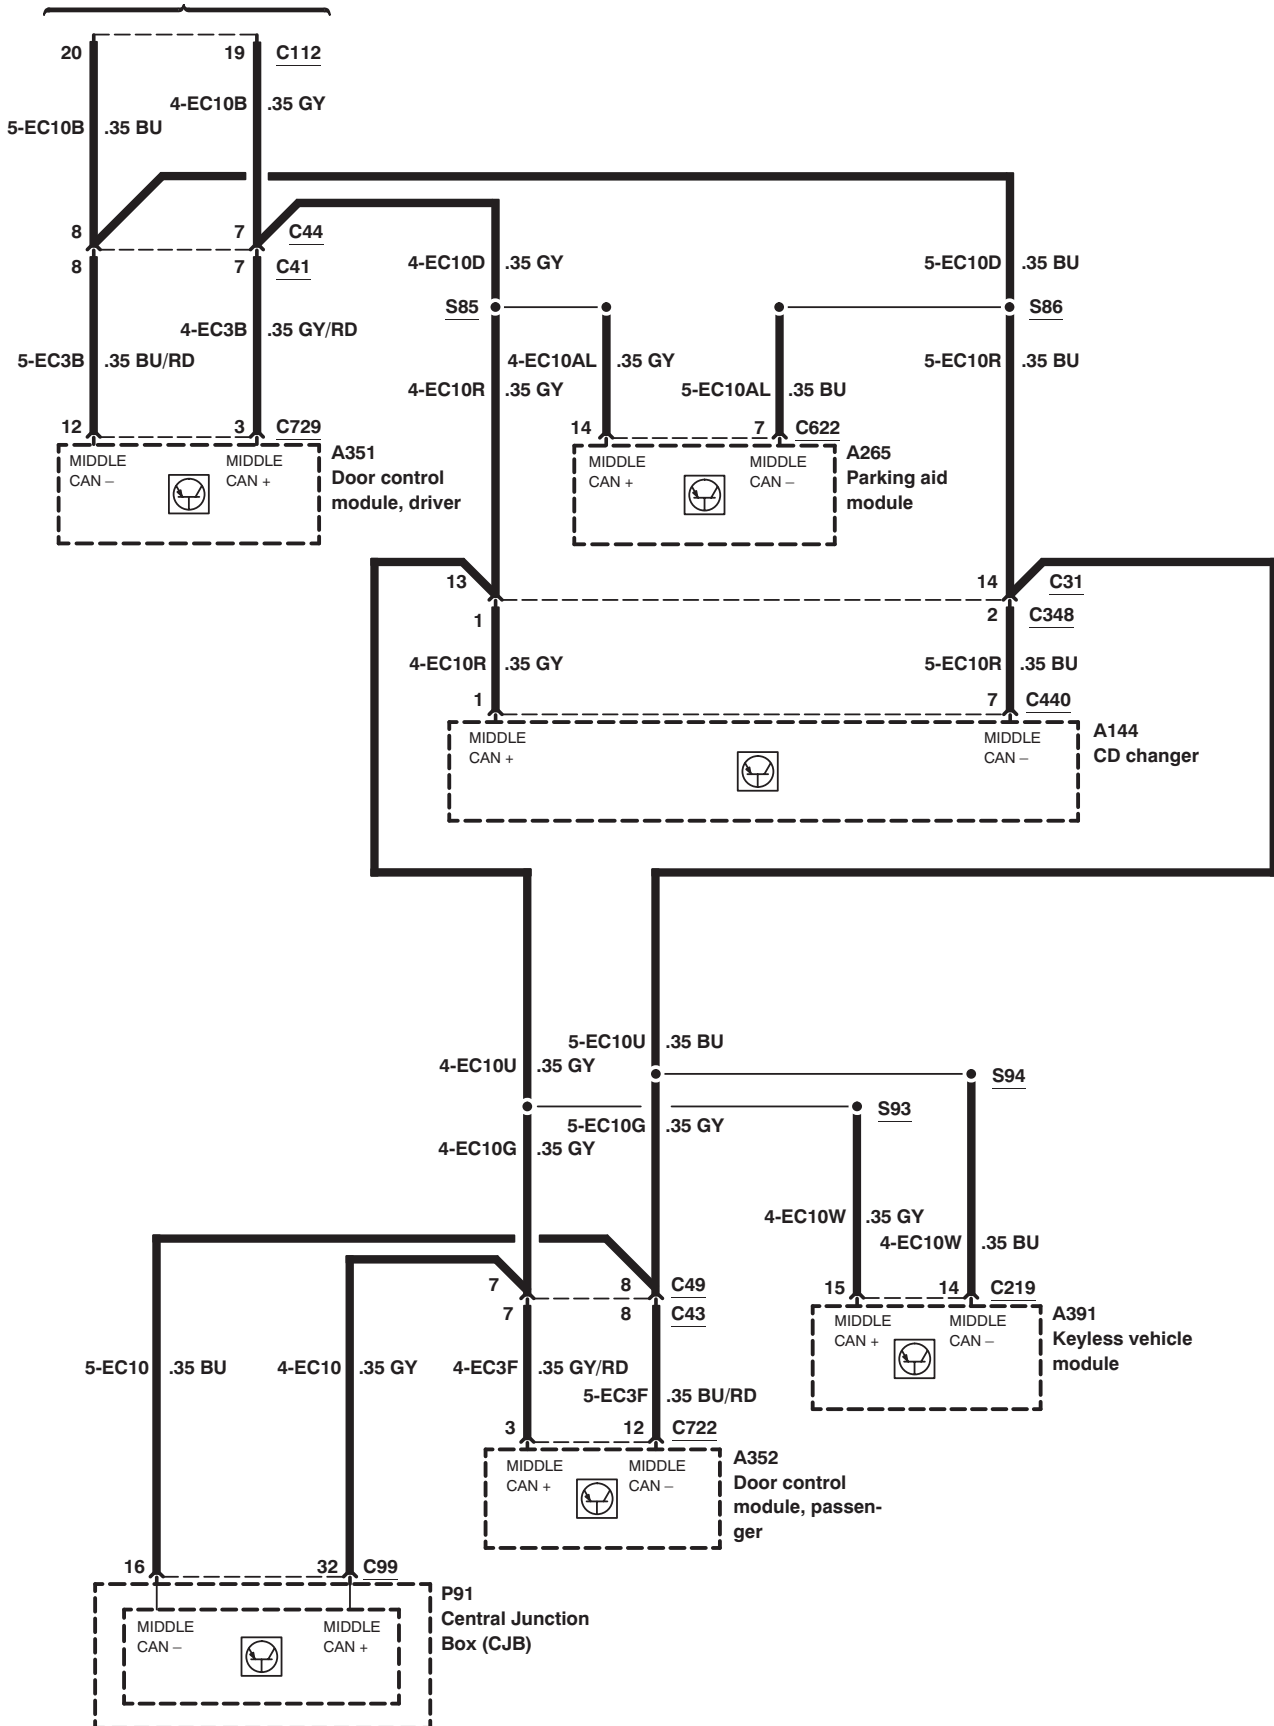 20 19 C112
4-EC10B .35 GY
5-EC10B .35 BU
8 7 C44
8 7 C41
4-EC10D .35 GY 5-EC10D .35 BU
S85 S86
4-EC3B .35 GY/RD
5-EC3B .35 BU/RD 4-EC10AL .35 GY 5-EC10R .35 BU
4-EC10R .35 GY 5-EC10AL .35 BU
12 3 C729 14 7 C622
A351
Door control
module, driver
MIDDLE
CAN –
MIDDLE
CAN +
MIDDLE
CAN +
MIDDLE
CAN –
A265
Parking aid
module
13 14 C31
1 2 C348
4-EC10R .35 GY 5-EC10R .35 BU
1 7 C440
MIDDLE
CAN +
MIDDLE
CAN –
A144
CD changer
5-EC10U .35 BU
4-EC10U .35 GY
S94
S93
5-EC10G .35 GY
4-EC10G .35 GY
4-EC10W .35 GY
4-EC10W .35 BU
7 8 C49
15 14 C219
7 8 C43
MIDDLE
CAN +
MIDDLE
CAN –
A391
Keyless vehicle
module
5-EC10 .35 BU 4-EC10 .35 GY 4-EC3F .35 GY/RD
5-EC3F .35 BU/RD
3 12 C722
MIDDLE
CAN +
MIDDLE
CAN –
A352
Door control
module, passen-
ger
16 32 C99
P91
Central Junction
Box (CJB)
MIDDLE
CAN –
MIDDLE
CAN +